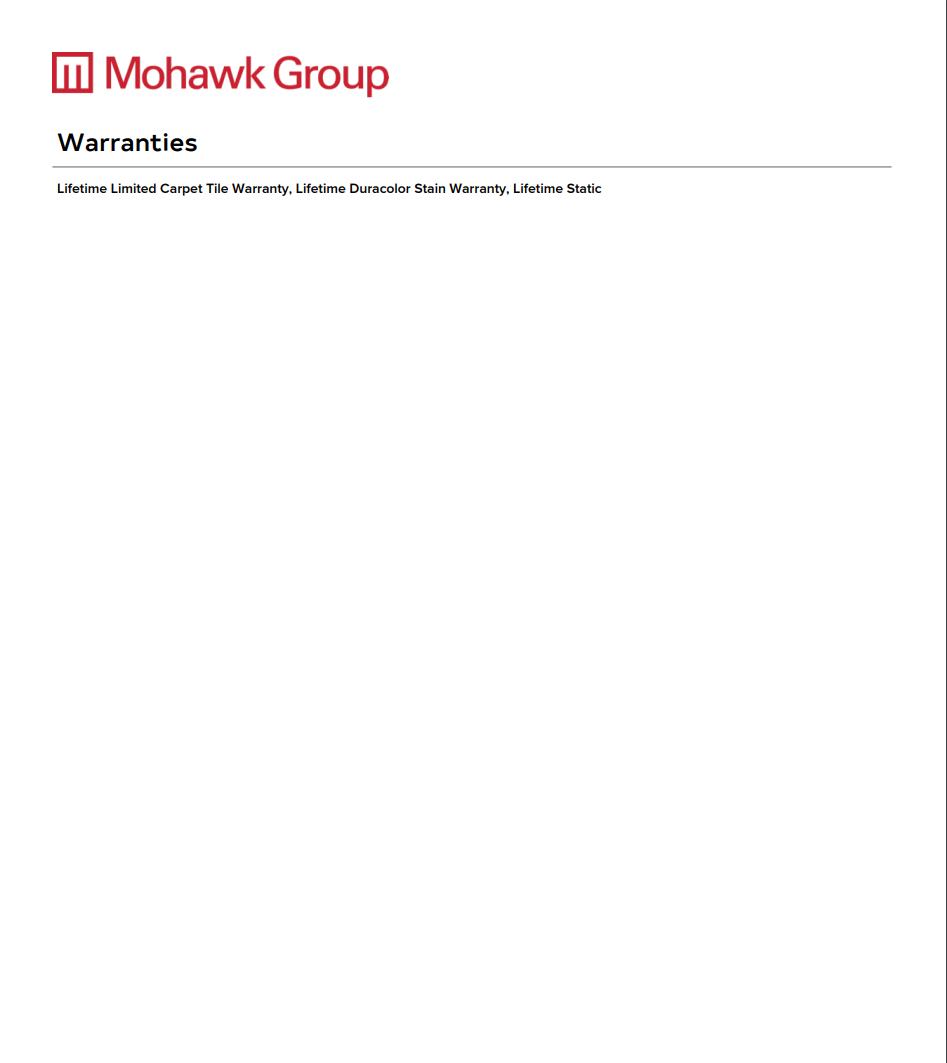 Mohawk Group
Warranties
Lifetime Limited Carpet Tile Warranty, Lifetime Duracolor Stain Warranty, Lifetime Static